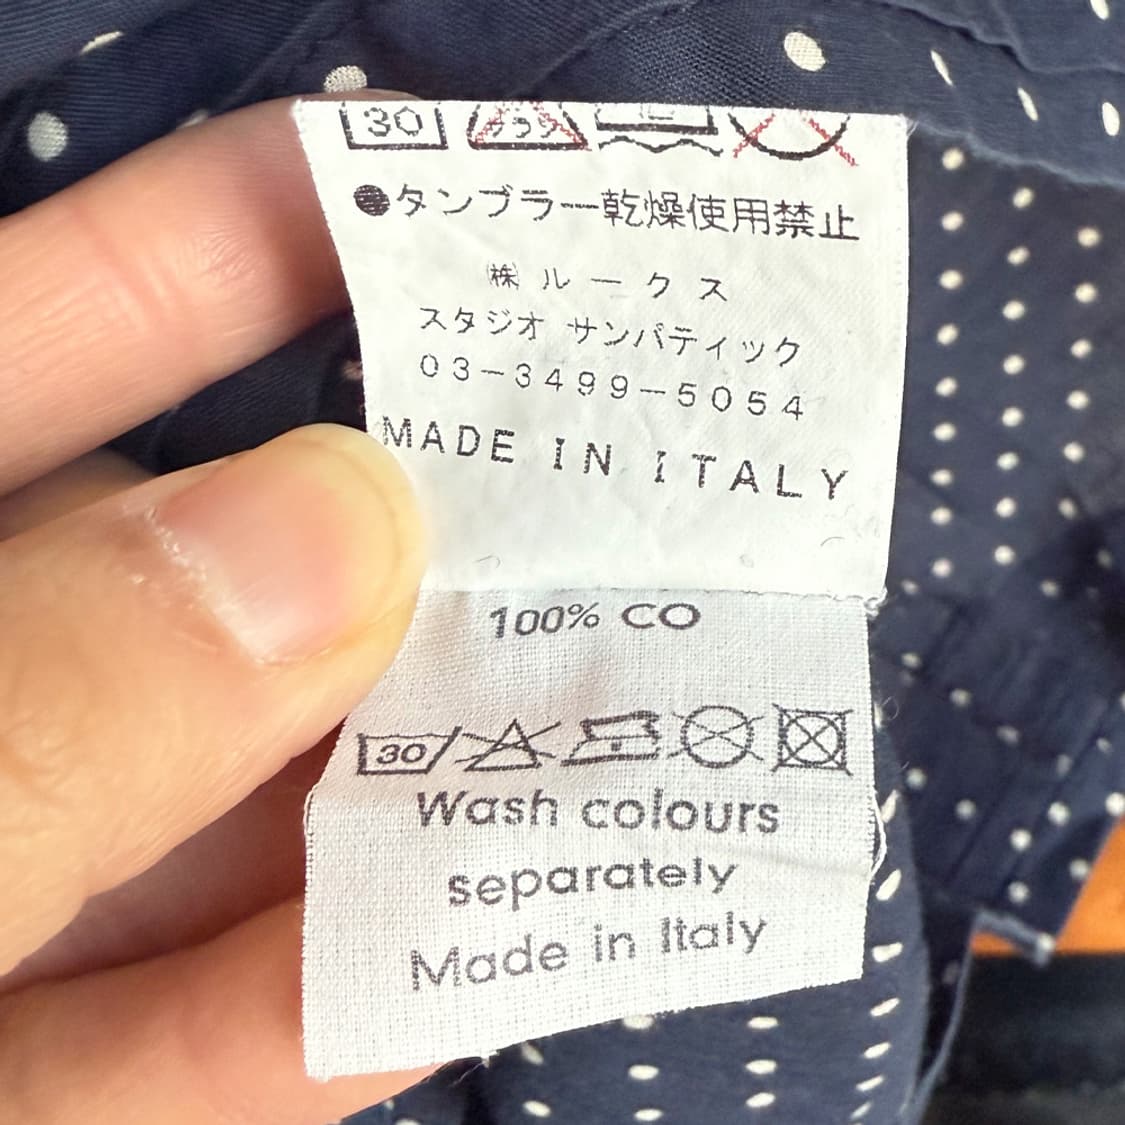 30
●タンブラー乾燥使用禁止
㈱ルークス
スタジオ サンパティック
03-3499-5054
MADE IN ITALY
100% CO
30
Wash colours
separately
Made in Italy